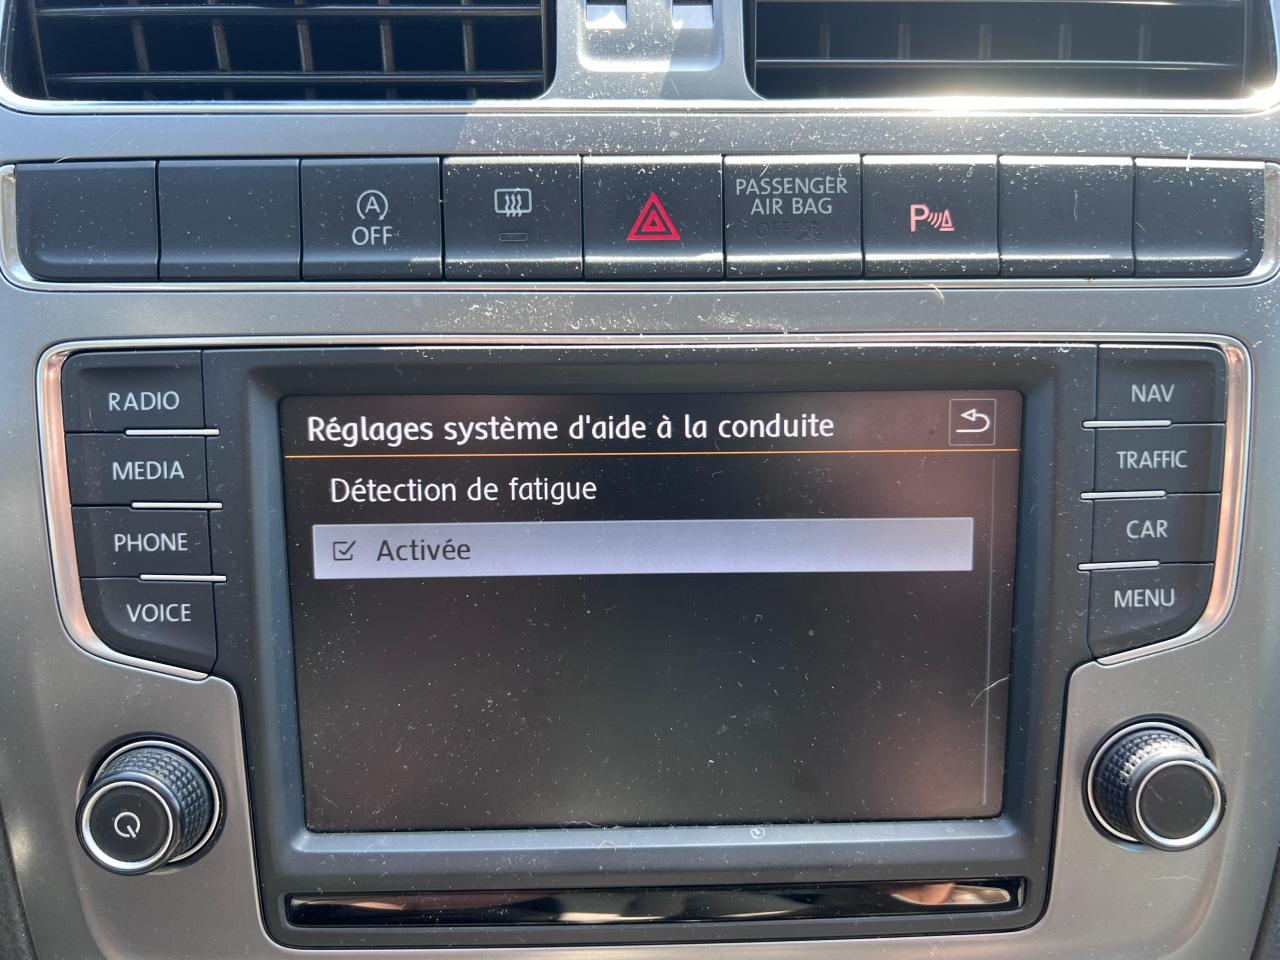 A
OFF
PASSENGER
AIR BAG
OFF
P
RADIO
MEDIA
PHONE
VOICE
Réglages système d'aide à la conduite
Détection de fatigue
Activée
NAV
TRAFFIC
CAR
MENU